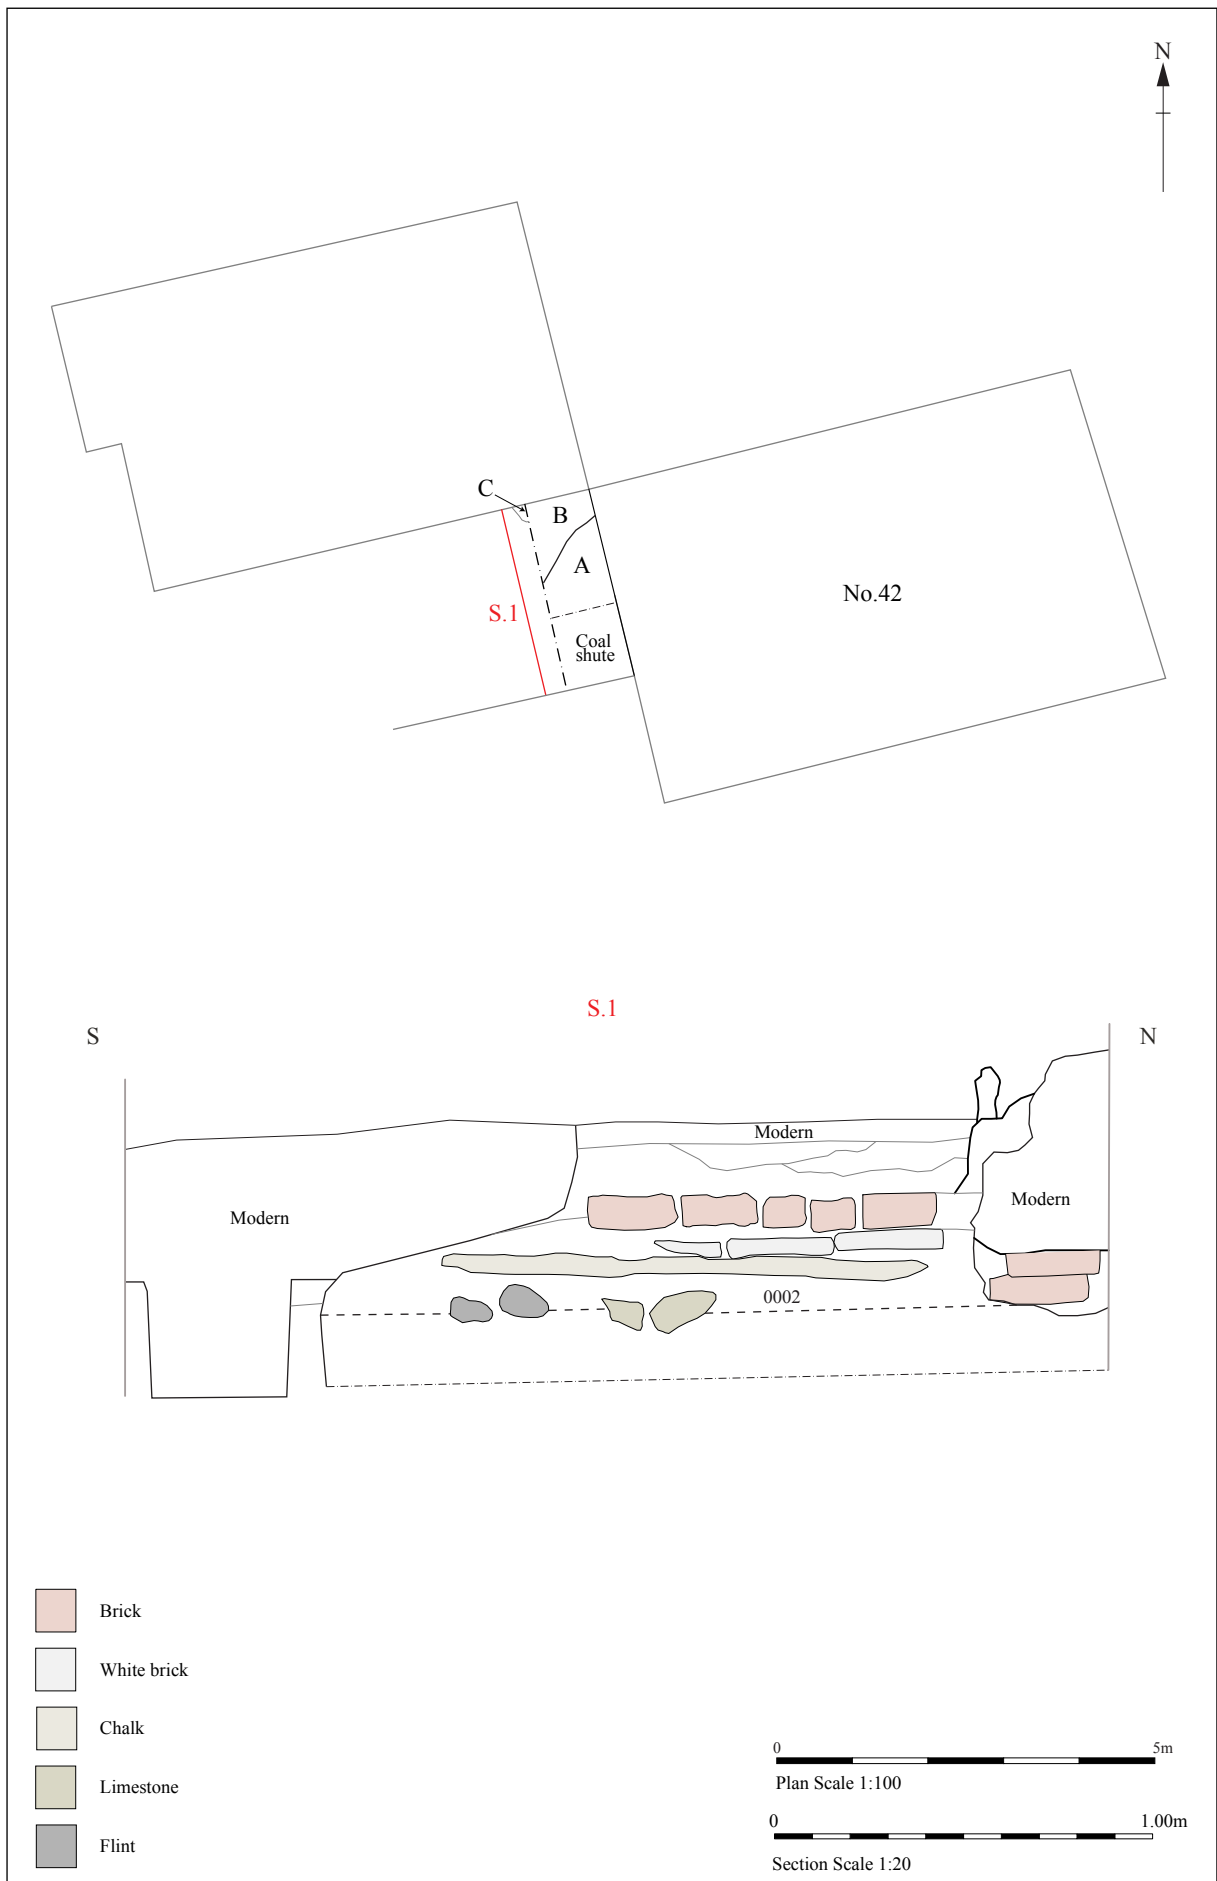 N
C
B
A
S.1
No.42
Coal
shute
S.1
S
N
Modern
Modern
Modern
0002
Brick
White brick
Chalk
Limestone
Flint
0 5m
Plan Scale 1:100
0 1.00m
Section Scale 1:20